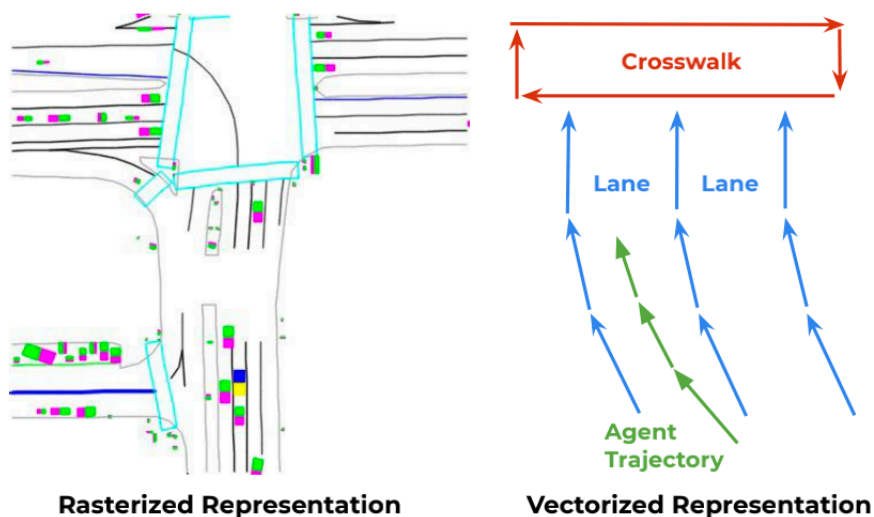 Crosswalk
Lane
Lane
Agent
Trajectory
Rasterized Representation
Vectorized Representation